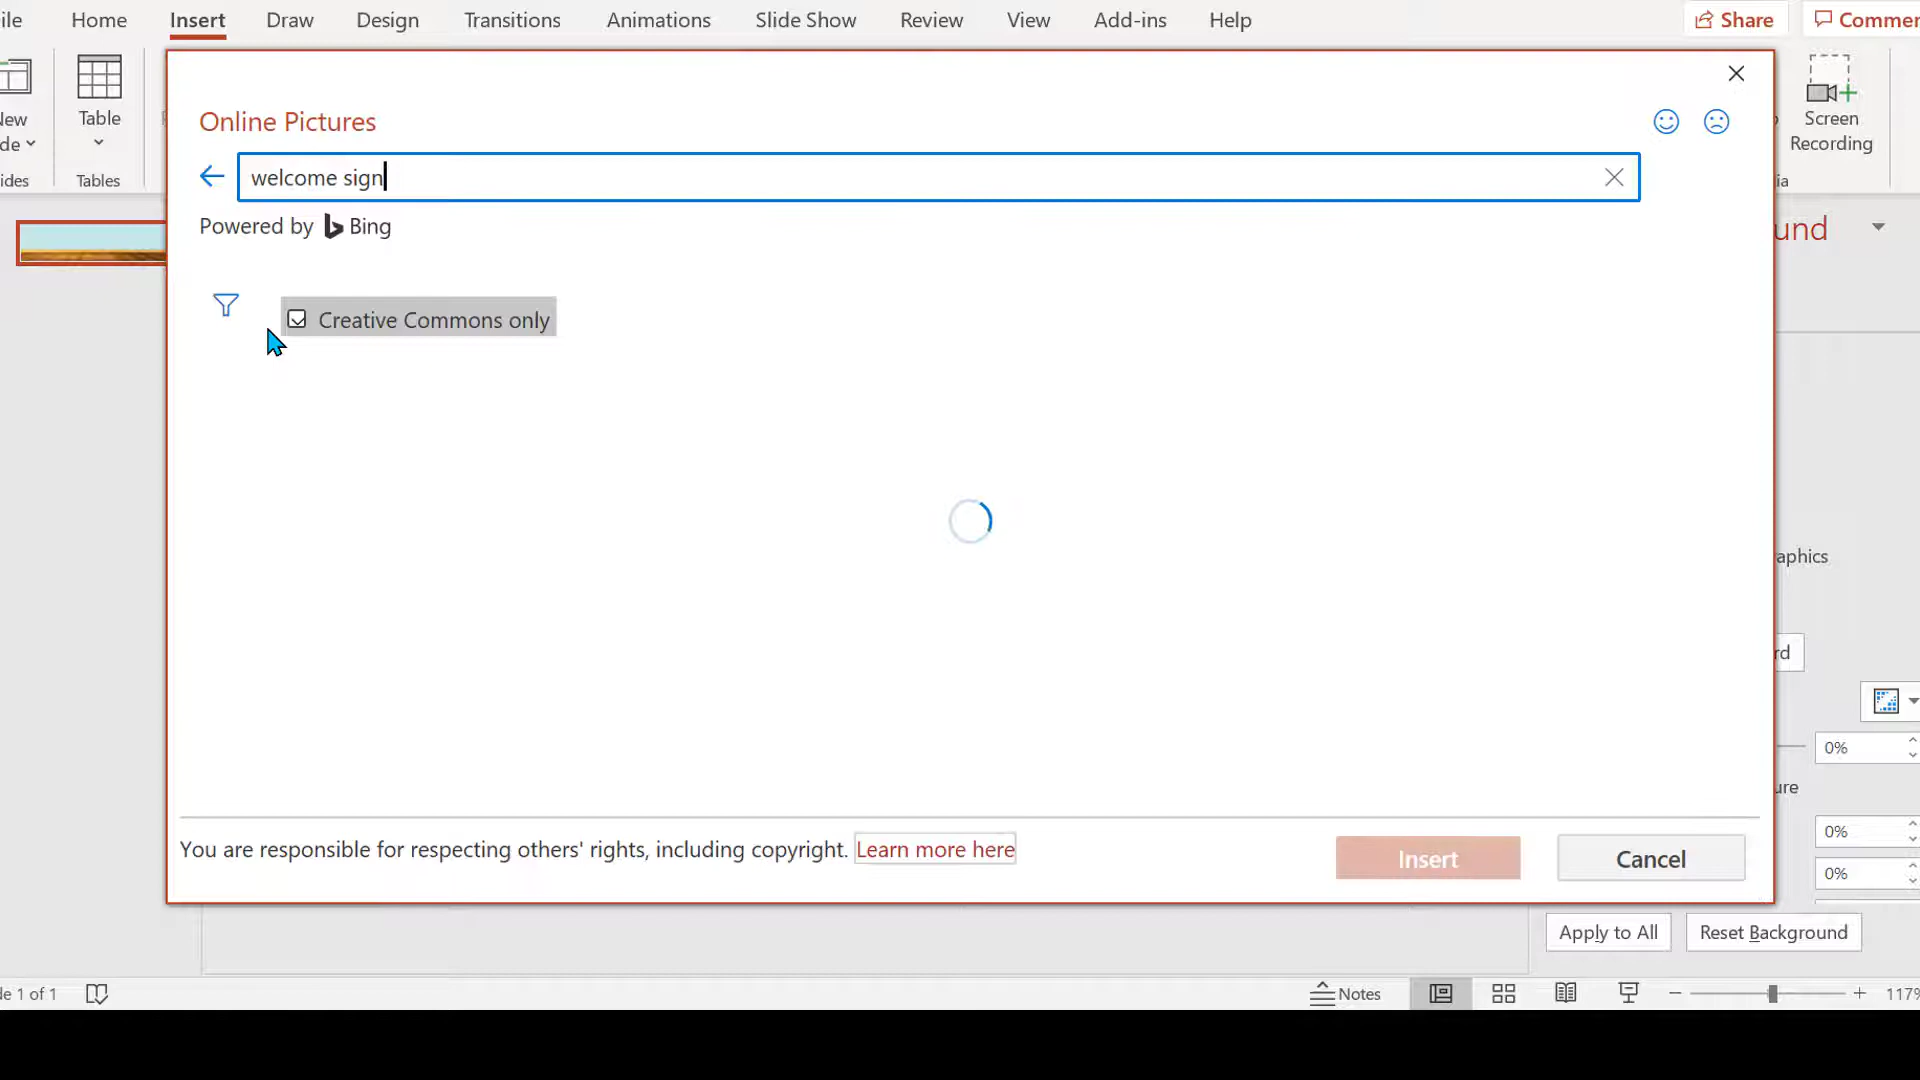 ile Home Insert Draw Design Transitions Animations Slide Show Review View Add-ins Help Share Commen
New
de
ides
Table
Tables
Screen
Recording
ia
Online Pictures
welcome sign
Powered by Bing
Creative Commons only
und
aphics
rd
0%
ure
0%
0%
You are responsible for respecting others' rights, including copyright. Learn more here
Insert Cancel
Apply to All Reset Background
de 1 of 1 Notes 117%